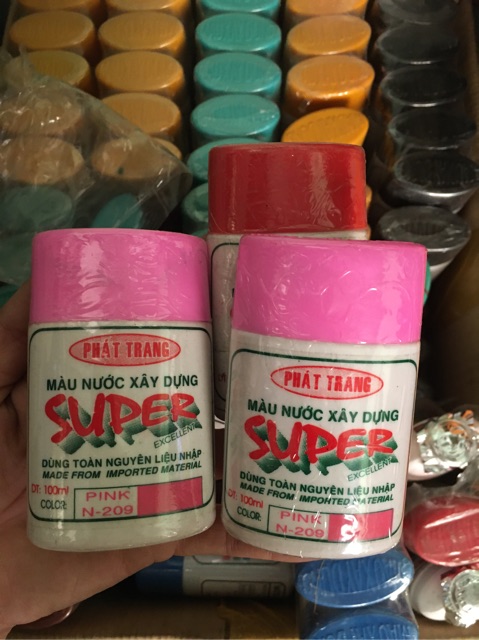 PHÁT TRANG
MÀU NƯỚC XÂY DỰNG
SUPER
EXCELLENT
DÙNG TOÀN NGUYÊN LIỆU NHẬP
MADE FROM IMPORTED MATERIAL
DT: 100ml
COLOR:
PINK
N-209
PHÁT TRANG
MÀU NƯỚC XÂY DỰNG
SUPER
EXCELLENT
DÙNG TOÀN NGUYÊN LIỆU NHẬP
MADE FROM IMPORTED MATERIAL
DT: 100ml
COLOR:
PINK
N-209